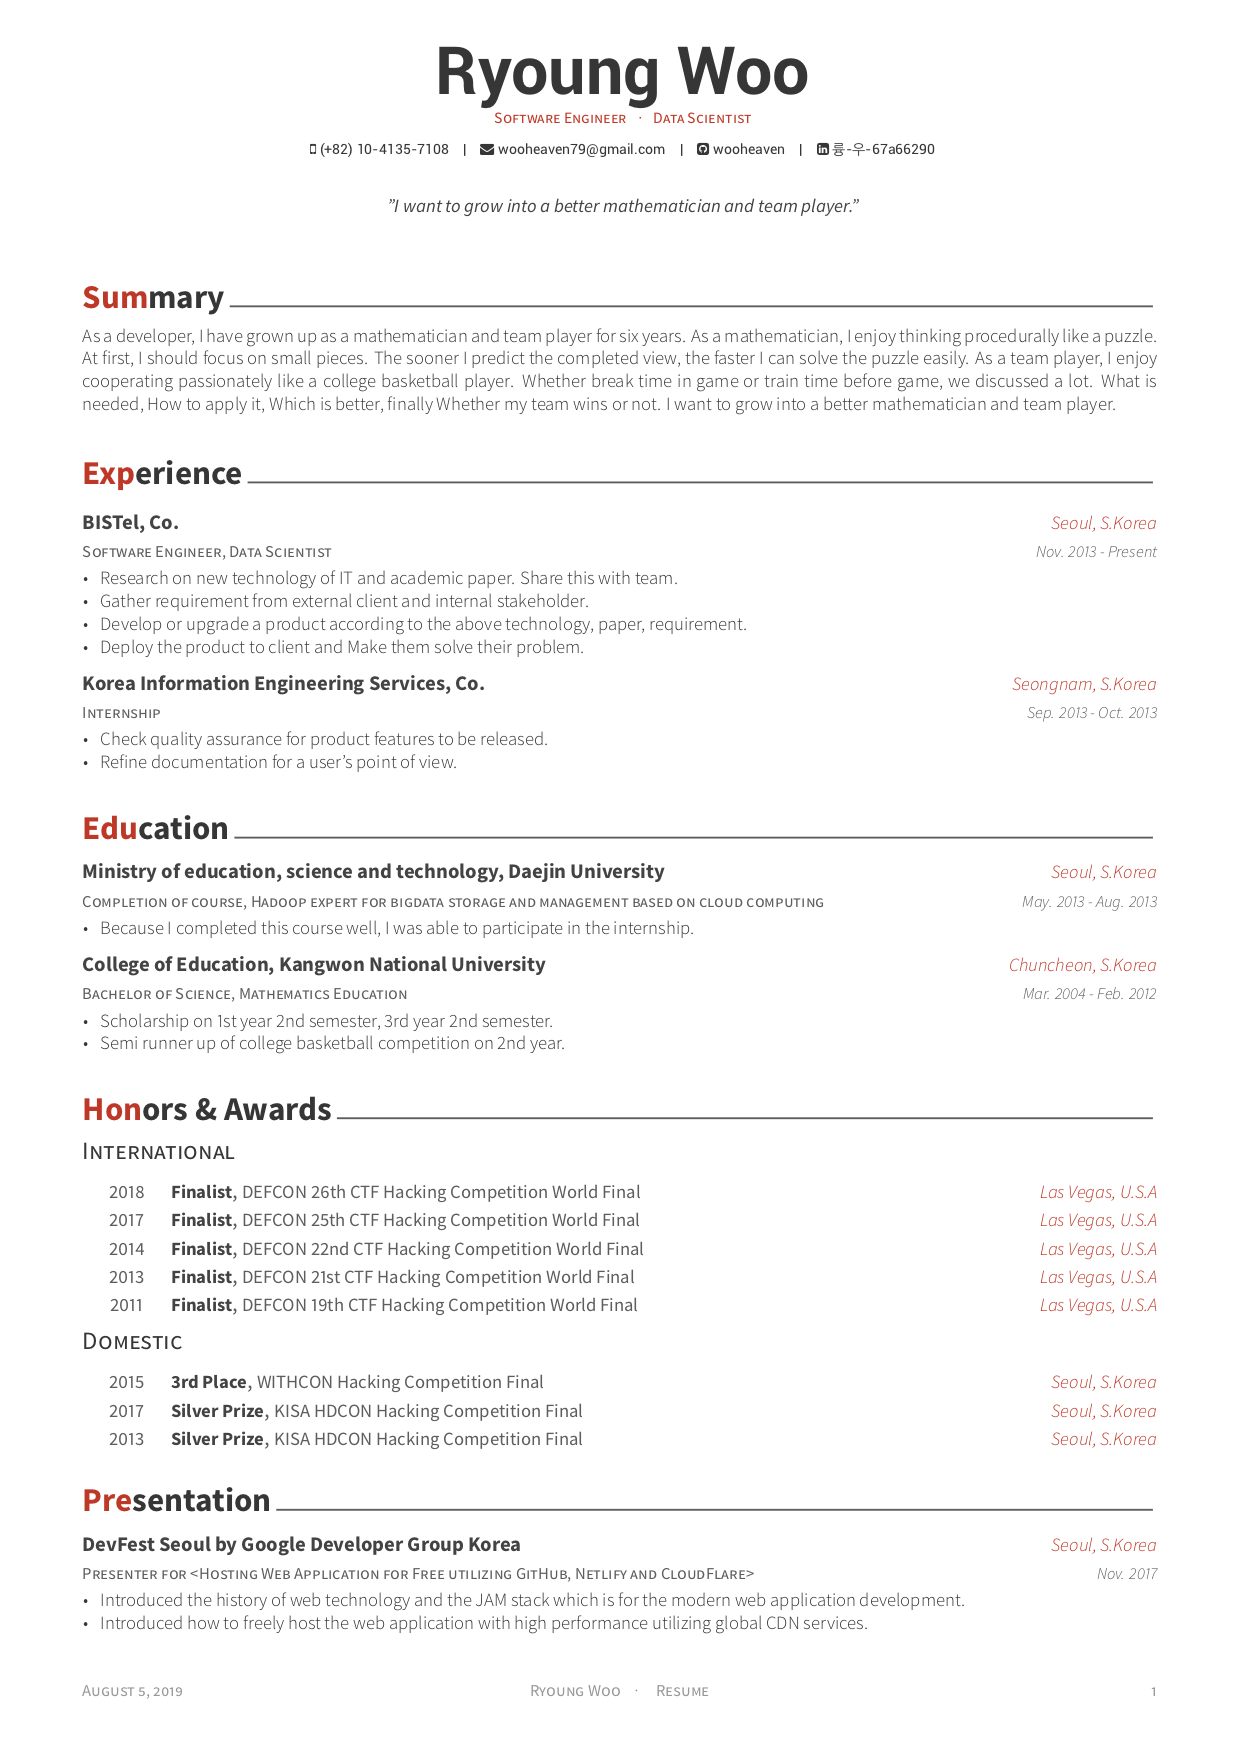 Ryoung Woo
Software Engineer · Data Scientist
(+82) 10-4135-7108 | wooheaven79@gmail.com | wooheaven | 륭-우-67a66290
”I want to grow into a better mathematician and team player.”
Summary
As a developer, I have grown up as a mathematician and team player for six years. As a mathematician, I enjoy thinking procedurally like a puzzle.
At first, I should focus on small pieces. The sooner I predict the completed view, the faster I can solve the puzzle easily. As a team player, I enjoy
cooperating passionately like a college basketball player. Whether break time in game or train time before game, we discussed a lot. What is
needed, How to apply it, Which is better, finally Whether my team wins or not. I want to grow into a better mathematician and team player.
Experience
BISTel, Co. Seoul, S.Korea
Software Engineer, Data Scientist Nov. 2013 - Present
• Research on new technology of IT and academic paper. Share this with team.
• Gather requirement from external client and internal stakeholder.
• Develop or upgrade a product according to the above technology, paper, requirement.
• Deploy the product to client and Make them solve their problem.
Korea Information Engineering Services, Co. Seongnam, S.Korea
Internship Sep. 2013 - Oct. 2013
• Check quality assurance for product features to be released.
• Refine documentation for a user’s point of view.
Education
Ministry of education, science and technology, Daejin University Seoul, S.Korea
Completion of course, Hadoop expert for bigdata storage and management based on cloud computing May. 2013 - Aug. 2013
• Because I completed this course well, I was able to participate in the internship.
College of Education, Kangwon National University Chuncheon, S.Korea
Bachelor of Science, Mathematics Education Mar. 2004 - Feb. 2012
• Scholarship on 1st year 2nd semester, 3rd year 2nd semester.
• Semi runner up of college basketball competition on 2nd year.
Honors & Awards
International
2018 Finalist, DEFCON 26th CTF Hacking Competition World Final Las Vegas, U.S.A
2017 Finalist, DEFCON 25th CTF Hacking Competition World Final Las Vegas, U.S.A
2014 Finalist, DEFCON 22nd CTF Hacking Competition World Final Las Vegas, U.S.A
2013 Finalist, DEFCON 21st CTF Hacking Competition World Final Las Vegas, U.S.A
2011 Finalist, DEFCON 19th CTF Hacking Competition World Final Las Vegas, U.S.A
Domestic
2015 3rd Place, WITHCON Hacking Competition Final Seoul, S.Korea
2017 Silver Prize, KISA HDCON Hacking Competition Final Seoul, S.Korea
2013 Silver Prize, KISA HDCON Hacking Competition Final Seoul, S.Korea
Presentation
DevFest Seoul by Google Developer Group Korea Seoul, S.Korea
Presenter for <Hosting Web Application for Free utilizing GitHub, Netlify and CloudFlare> Nov. 2017
• Introduced the history of web technology and the JAM stack which is for the modern web application development.
• Introduced how to freely host the web application with high performance utilizing global CDN services.
August 5, 2019 Ryoung Woo · Resume 1